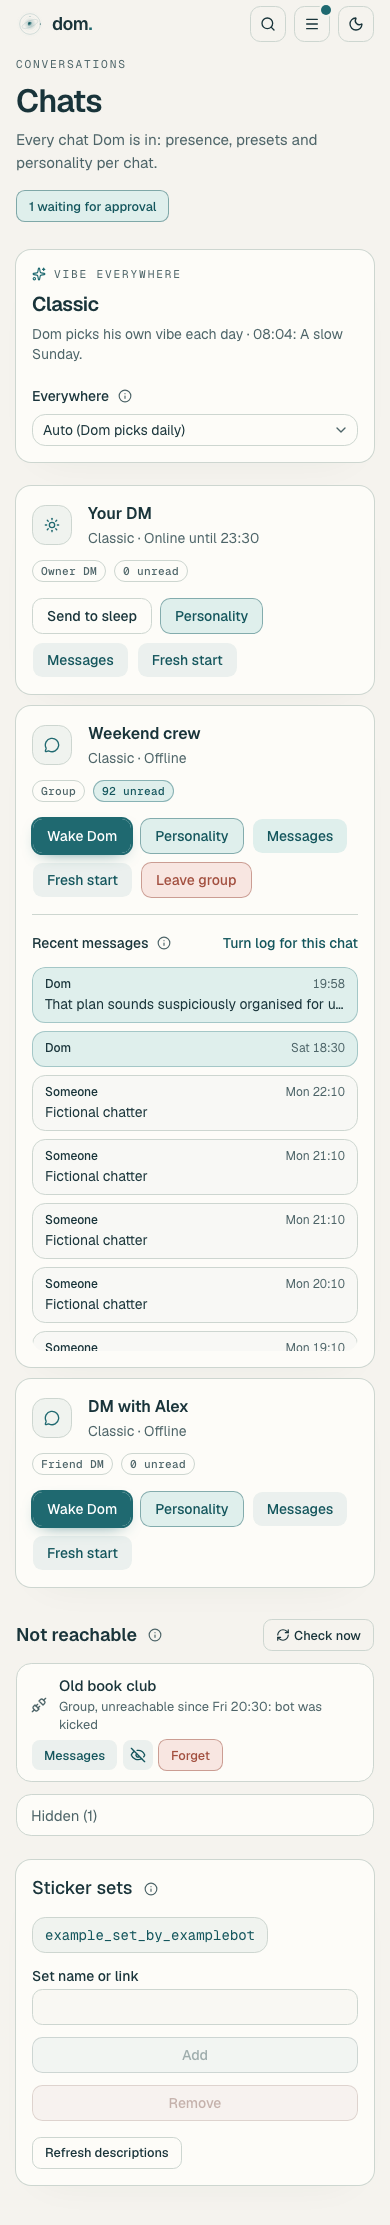 dom.
CONVERSATIONS
Chats
Every chat Dom is in: presence, presets and
personality per chat.
1 waiting for approval
VIBE EVERYWHERE
Classic
Dom picks his own vibe each day · 08:04: A slow
Sunday.
Everywhere
Auto (Dom picks daily)
Your DM
Classic · Online until 23:30
Owner DM 0 unread
Send to sleep Personality
Messages Fresh start
Weekend crew
Classic · Offline
Group 92 unread
Wake Dom Personality Messages
Fresh start Leave group
Recent messages Turn log for this chat
Dom 19:58
That plan sounds suspiciously organised for u...
Dom Sat 18:30
Someone Mon 22:10
Fictional chatter
Someone Mon 21:10
Fictional chatter
Someone Mon 21:10
Fictional chatter
Someone Mon 20:10
Fictional chatter
Someone Mon 19:10
DM with Alex
Classic · Offline
Friend DM 0 unread
Wake Dom Personality Messages
Fresh start
Not reachable Check now
Old book club
Group, unreachable since Fri 20:30: bot was
kicked
Messages Forget
Hidden (1)
Sticker sets
example_set_by_examplebot
Set name or link
Add
Remove
Refresh descriptions